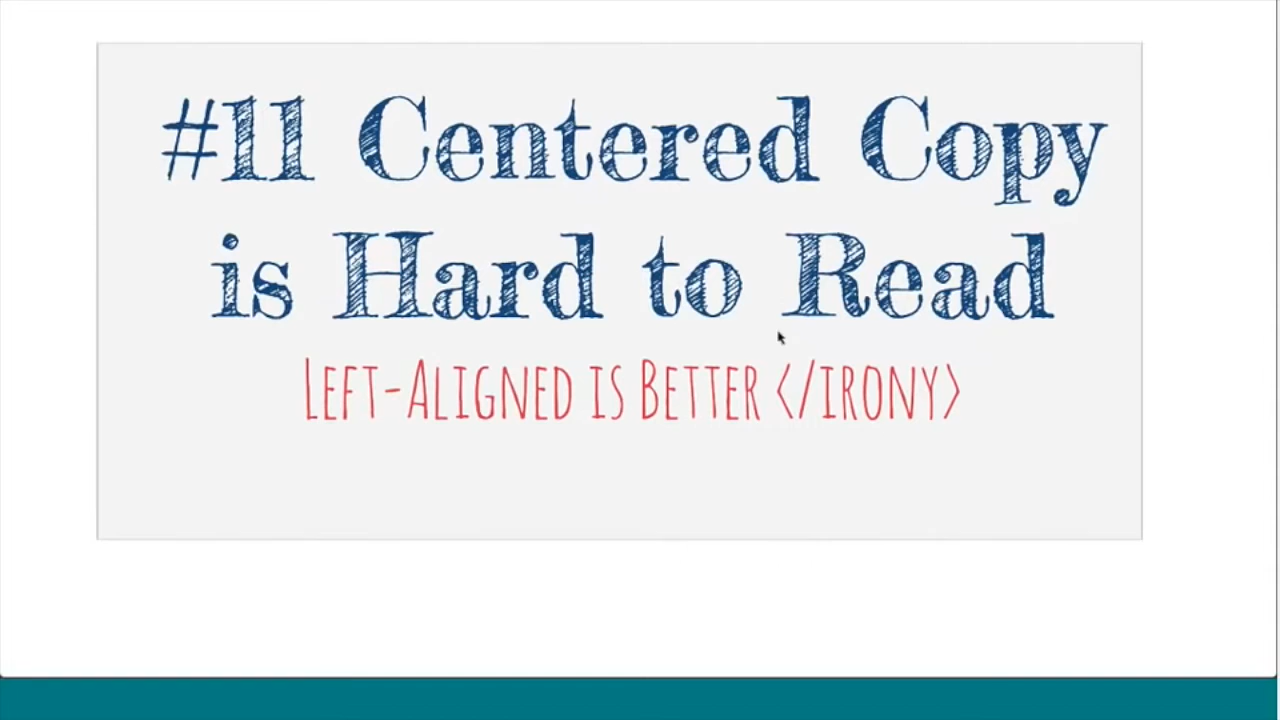 #11 Centered Copy
is Hard to Read
Left-Aligned is Better </irony>